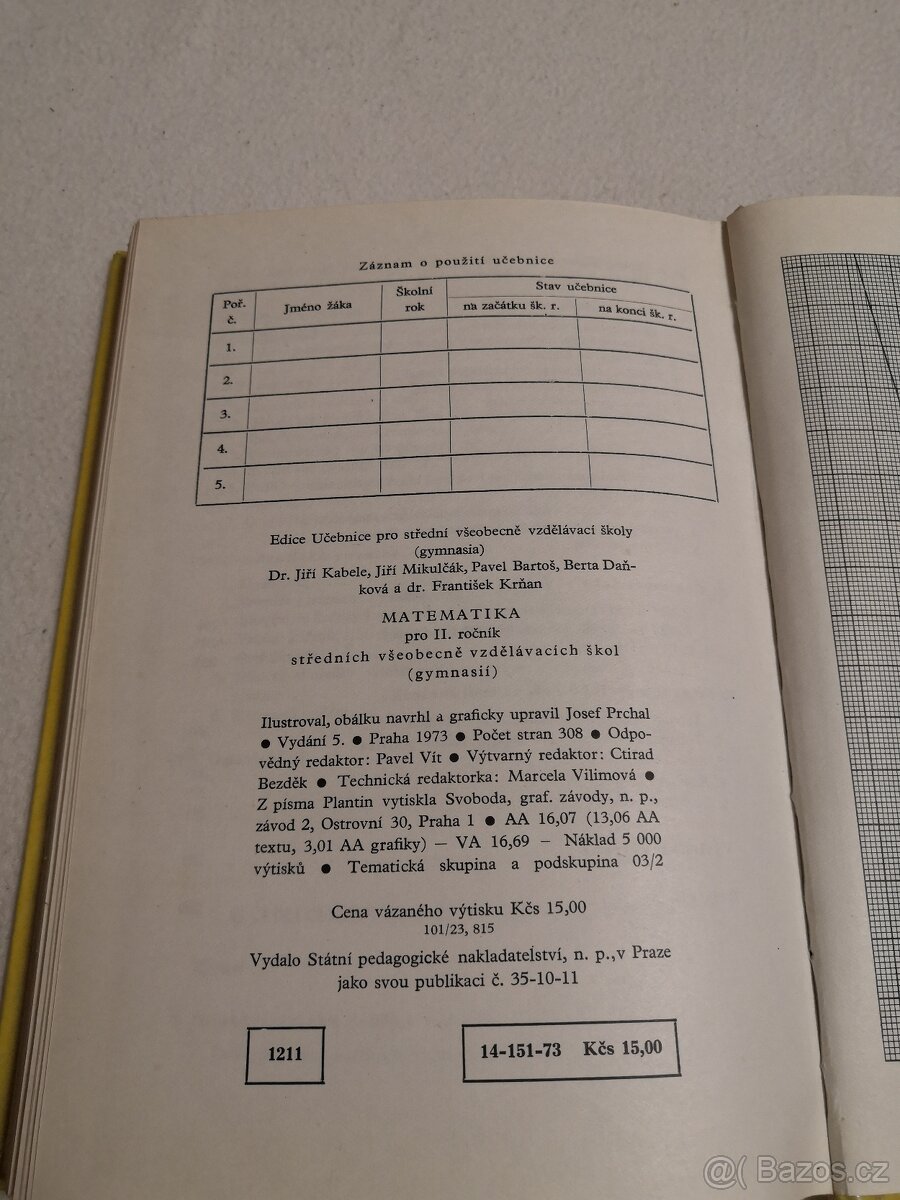 Záznam o použití učebnice
Poř. č. Jméno žáka Školní rok Stav učebnice
na začátku šk. r. na konci šk. r.
1.
2.
3.
4.
5.
Edice Učebnice pro střední všeobecně vzdělávací školy
(gymnasia)
Dr. Jiří Kabele, Jiří Mikulčák, Pavel Bartoš, Berta Daň-
ková a dr. František Krňan
MATEMATIKA
pro II. ročník
středních všeobecně vzdělávacích škol
(gymnasií)
Ilustroval, obálku navrhl a graficky upravil Josef Prchal
● Vydání 5. ● Praha 1973 ● Počet stran 308 ● Odpo-
vědný redaktor: Pavel Vít ● Výtvarný redaktor: Ctirad
Bezděk ● Technická redaktorka: Marcela Vilimová ●
Z písma Plantin vytiskla Svoboda, graf. závody, n. p.,
závod 2, Ostrovní 30, Praha 1 ● AA 16,07 (13,06 AA
textu, 3,01 AA grafiky) — VA 16,69 — Náklad 5 000
výtisků ● Tematická skupina a podskupina 03/2
Cena vázaného výtisku Kčs 15,00
101/23, 815
Vydalo Státní pedagogické nakladatelství, n. p.,v Praze
jako svou publikaci č. 35-10-11
1211
14-151-73 Kčs 15,00
@( Bazos.cz